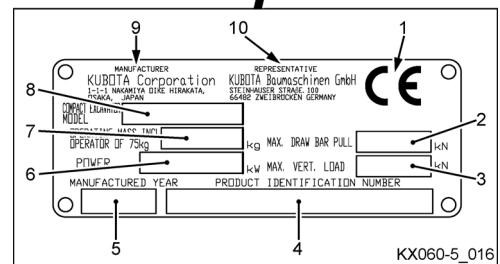 9 10 1
MANUFACTURER REPRESENTATIVE
KUBOTA Corporation KUBOTA Baumaschinen GmbH
1-1-1 NAKAMIYA OIKE HIRAKATA, STEINHAUSER STRAßE. 100
OSAKA, JAPAN 66482 ZWEIBRÜCKEN GERMANY
CE
8 COMPACT EXCAVATOR
MODEL
7 OPERATING MASS INCL
OPERATOR OF 75kg kg MAX. DRAW BAR PULL kN 2
6 POWER kW MAX. VERT. LOAD kN 3
MANUFACTURED YEAR PRODUCT IDENTIFICATION NUMBER
5 4
KX060-5_016